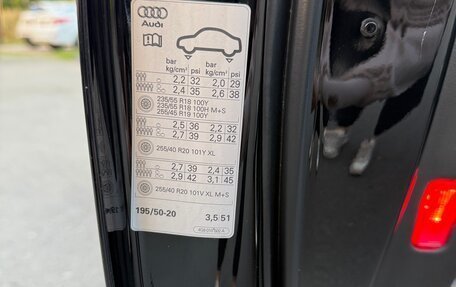 Audi
bar psi bar psi
kg/cm² kg/cm²
2,2 32 2,0 29
2,4 35 2,6 38
235/55 R18 100Y
235/55 R18 100H M+S
255/45 R19 100Y
2,5 36 2,2 32
2,7 39 2,9 42
255/40 R20 101Y XL
2,7 39 2,4 35
2,9 42 3,1 45
255/40 R20 101V XL M+S
195/50-20 3,5 51